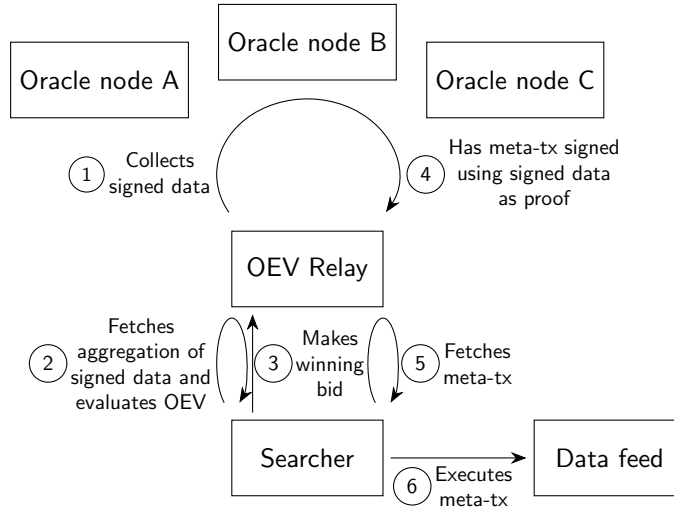 Oracle node A
Oracle node B
Oracle node C
1
Collects
signed data
4
Has meta-tx signed
using signed data
as proof
OEV Relay
2
Fetches
aggregation of
signed data and
evaluates OEV
3
Makes
winning
bid
5
Fetches
meta-tx
Searcher
6
Executes
meta-tx
Data feed